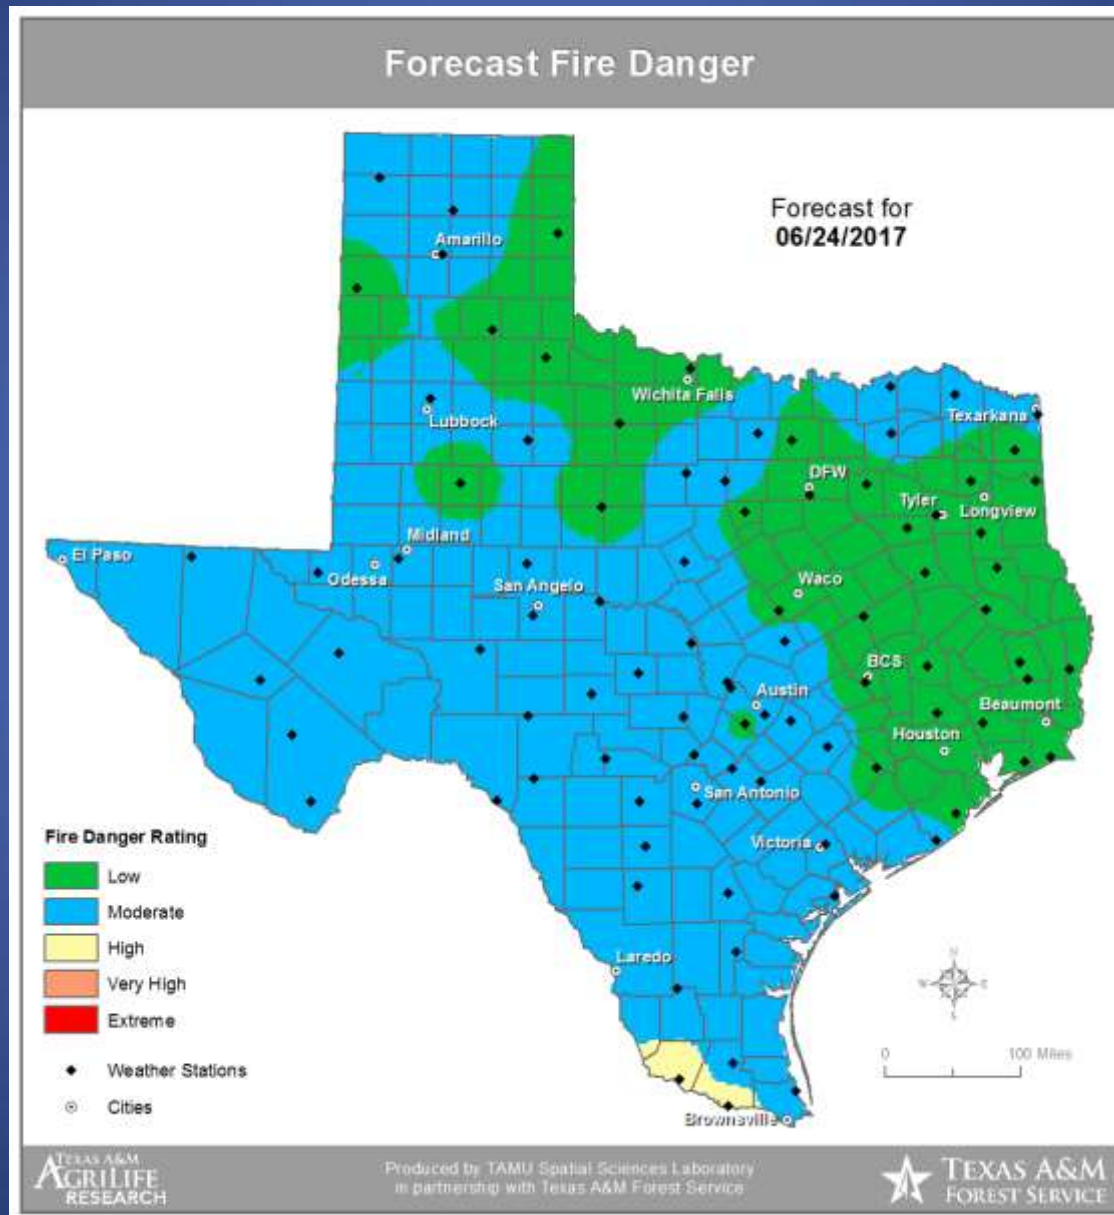 Forecast Fire Danger
Forecast for
06/24/2017
Amarillo
Wichita Falls
Lubbock
Texarkana
DFW
Tyler
Longview
Midland
El Paso
Odessa
San Angelo
Waco
BCS
Austin
Beaumont
Houston
San Antonio
Victoria
Laredo
Brownsville
Fire Danger Rating
Low
Moderate
High
Very High
Extreme
Weather Stations
Cities
N
W E
S
0 100 Miles
TEXAS A&M
AGRILIFE
RESEARCH
Produced by TAMU Spatial Sciences Laboratory
in partnership with Texas A&M Forest Service
TEXAS A&M
FOREST SERVICE